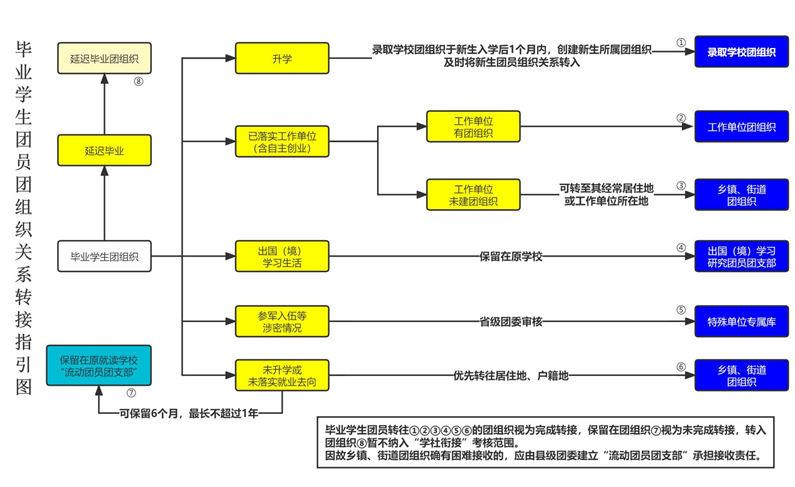 毕业学生团员团组织关系转接指引图
延迟毕业团组织
⑧
延迟毕业
毕业学生团组织
保留在原就读学校
“流动团员团支部”
⑦
可保留6个月，最长不超过1年
升学
录取学校团组织于新生入学后1个月内，创建新生所属团组织
及时将新生团员组织关系转入
①
录取学校团组织
已落实工作单位
（含自主创业）
工作单位
有团组织
②
工作单位团组织
工作单位
未建团组织
可转至其经常居住地
或工作单位所在地
③
乡镇、街道
团组织
出国（境）
学习生活
保留在原学校
④
出国（境）学习
研究团员团支部
参军入伍等
涉密情况
省级团委审核
⑤
特殊单位专属库
未升学或
未落实就业去向
优先转往居住地、户籍地
⑥
乡镇、街道
团组织
毕业学生团员转往①②③④⑤⑥的团组织视为完成转接，保留在团组织⑦视为未完成转接，转入
团组织⑧暂不纳入“学社衔接”考核范围。
因故乡镇、街道团组织确有困难接收的，应由县级团委建立“流动团员团支部”承担接收责任。